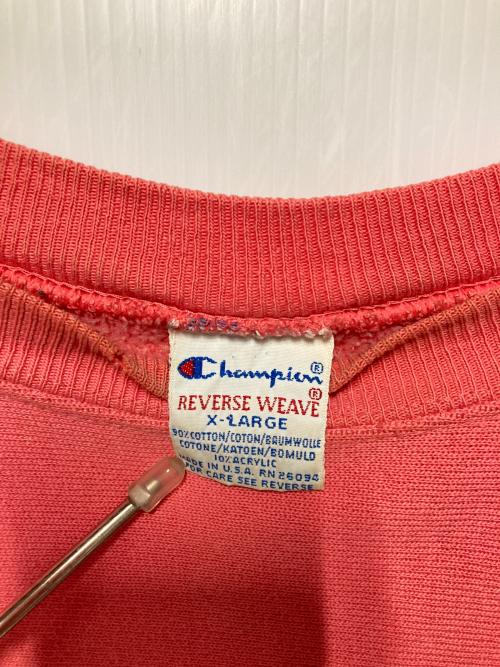 Champion®
REVERSE WEAVE®
X-LARGE
90% COTTON/COTON/BAUMWOLLE
COTONE/KATOEN/BOMULD
10% ACRYLIC
MADE IN U.S.A. RN 26094
FOR CARE SEE REVERSE